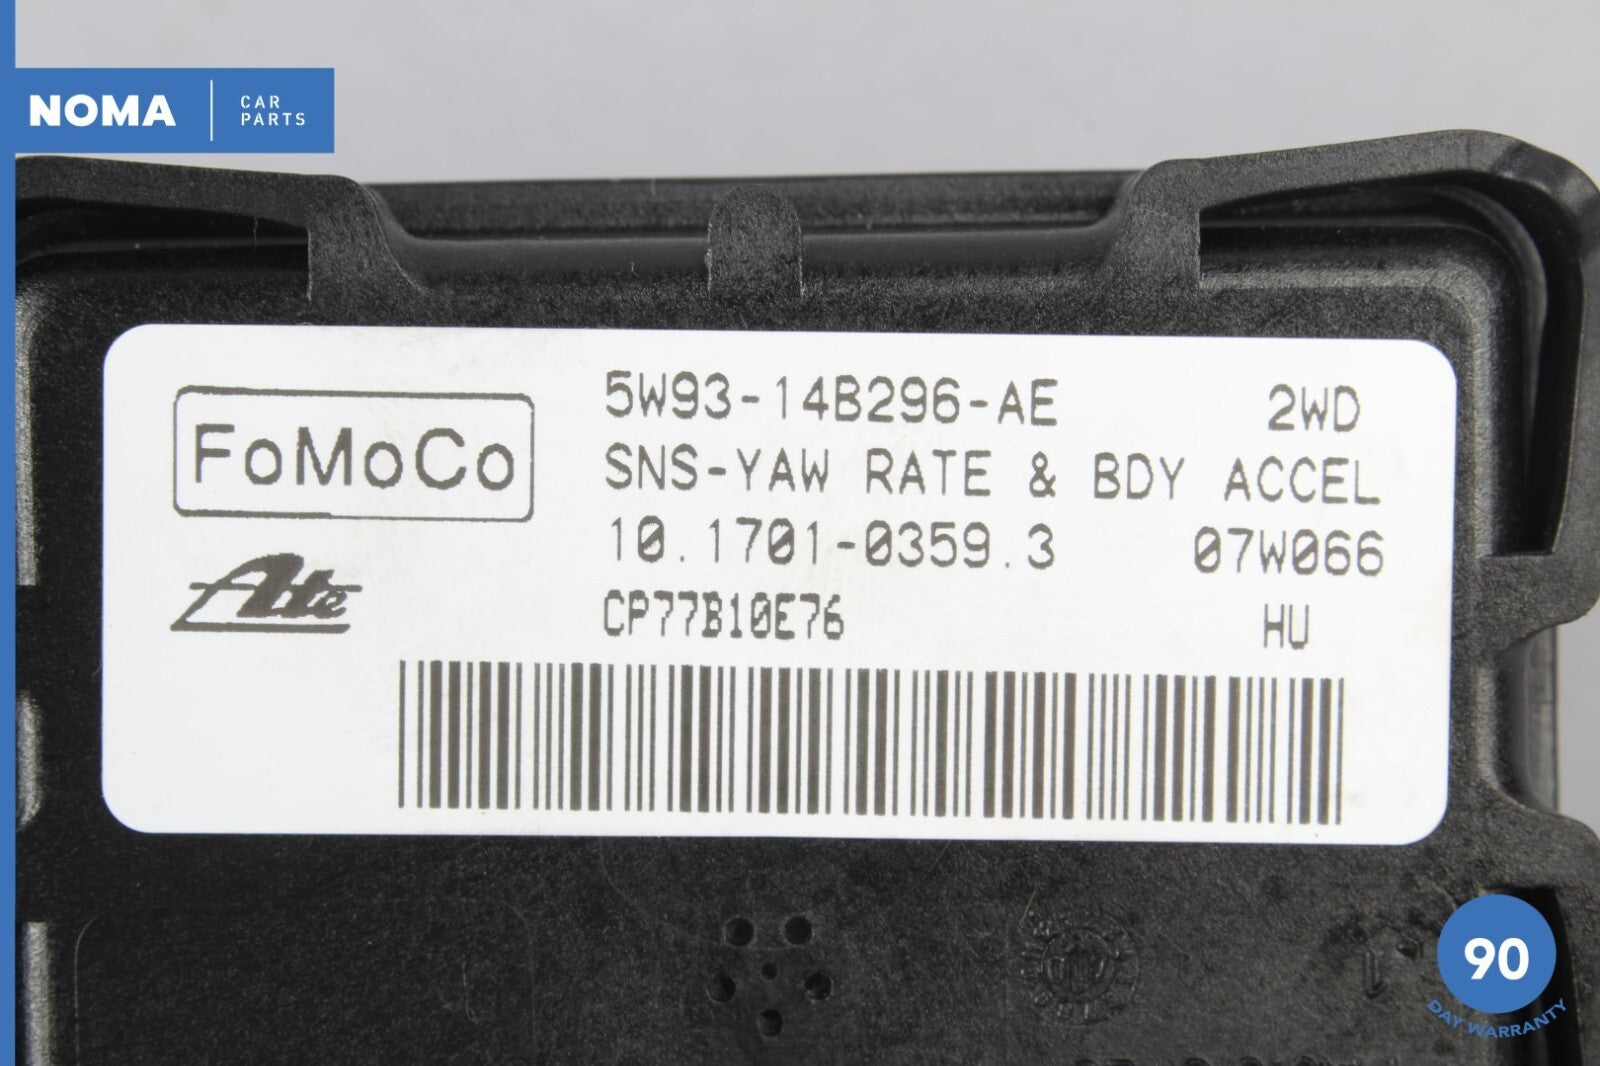 NOMA
CAR
PARTS
5W93-14B296-AE 2WD
FoMoCo
SNS-YAW RATE & BDY ACCEL
10.1701-0359.3 07W066
Ate
CP77B10E76 HU
90
DAY WARRANTY